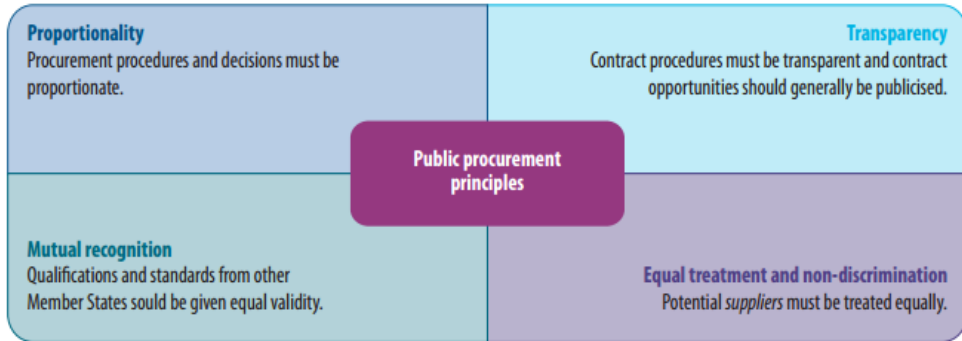 Proportionality
Procurement procedures and decisions must be
proportionate.
Transparency
Contract procedures must be transparent and contract
opportunities should generally be publicised.
Public procurement
principles
Mutual recognition
Qualifications and standards from other
Member States sould be given equal validity.
Equal treatment and non-discrimination
Potential suppliers must be treated equally.